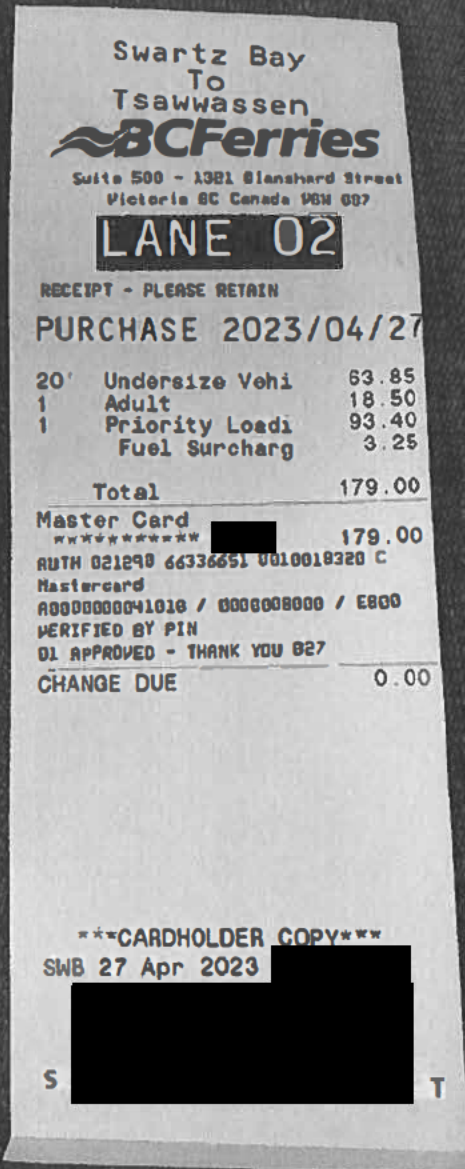 Swartz Bay
To
Tsawwassen
BCFerries
Suite 500 - 1321 Blanshard Street
Victoria BC Canada V8W 0B7
LANE 02
RECEIPT - PLEASE RETAIN
PURCHASE 2023/04/27
20' Undersize Vehi 63.85
1 Adult 18.50
1 Priority Loadi 93.40
Fuel Surcharg 3.25
Total 179.00
Master Card
*********** 179.00
AUTH 66336651 C
Mastercard
A0000000041010 / 0000008000 / E800
VERIFIED BY PIN
01 APPROVED - THANK YOU 027
CHANGE DUE 0.00
***CARDHOLDER COPY***
SWB 27 Apr 2023
S T